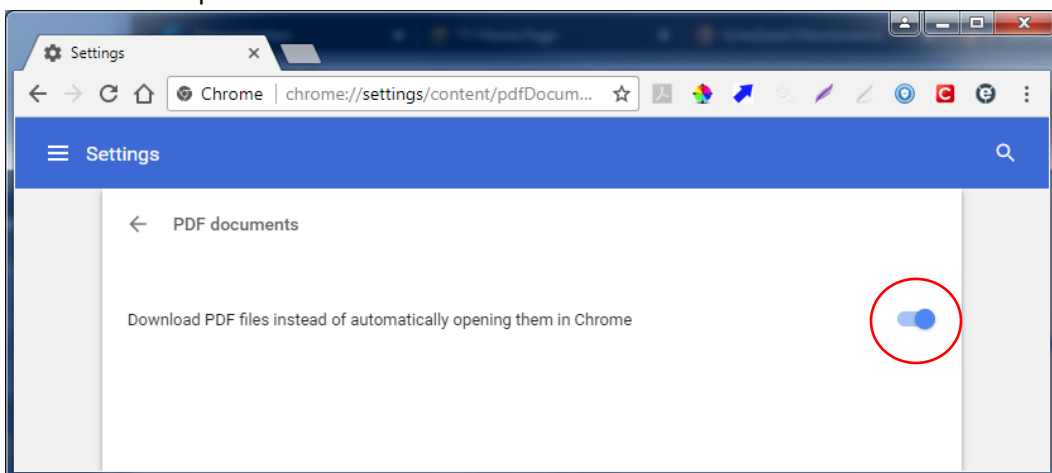 Settings
Chrome chrome://settings/content/pdfDocum...
Settings
PDF documents
Download PDF files instead of automatically opening them in Chrome